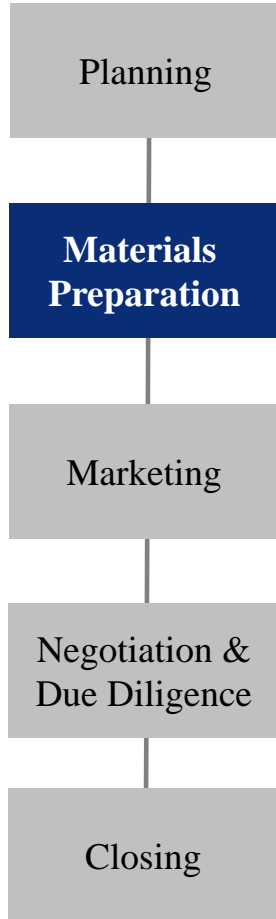 Planning
Materials
Preparation
Marketing
Negotiation &
Due Diligence
Closing